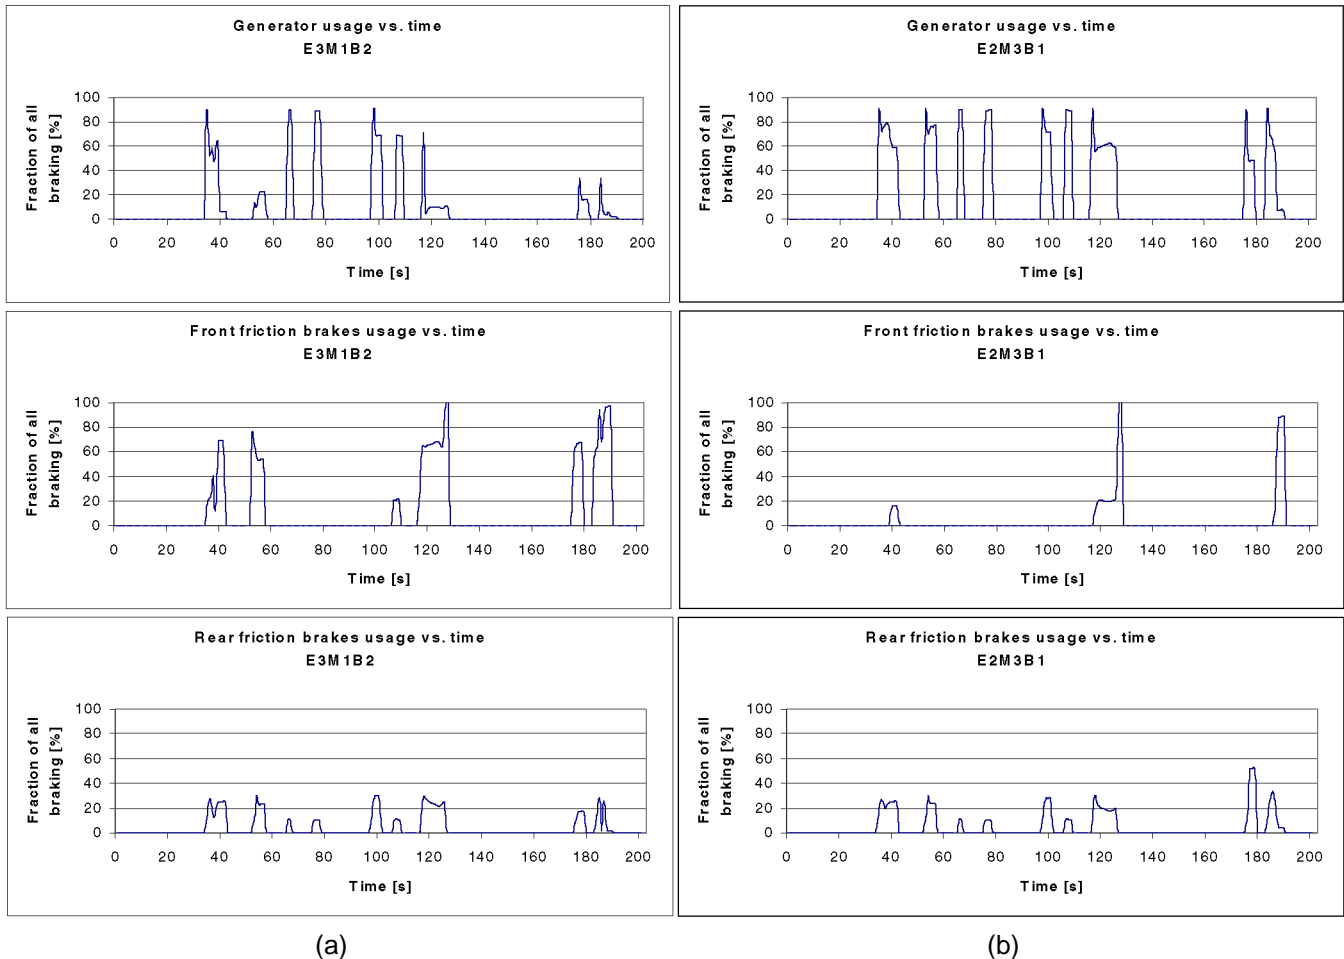 Generator usage vs. time
E3M1B2
Fraction of all
braking [%]
100
80
60
40
20
0
0 20 40 60 80 100 120 140 160 180 200
Time [s]
Generator usage vs. time
E2M3B1
Fraction of all
braking [%]
100
80
60
40
20
0
0 20 40 60 80 100 120 140 160 180 200
Time [s]
Front friction brakes usage vs. time
E3M1B2
Fraction of all
braking [%]
100
80
60
40
20
0
0 20 40 60 80 100 120 140 160 180 200
Time [s]
Front friction brakes usage vs. time
E2M3B1
Fraction of all
braking [%]
100
80
60
40
20
0
0 20 40 60 80 100 120 140 160 180 200
Time [s]
Rear friction brakes usage vs. time
E3M1B2
Fraction of all
braking [%]
100
80
60
40
20
0
0 20 40 60 80 100 120 140 160 180 200
Time [s]
Rear friction brakes usage vs. time
E2M3B1
Fraction of all
braking [%]
100
80
60
40
20
0
0 20 40 60 80 100 120 140 160 180 200
Time [s]
(a)
(b)